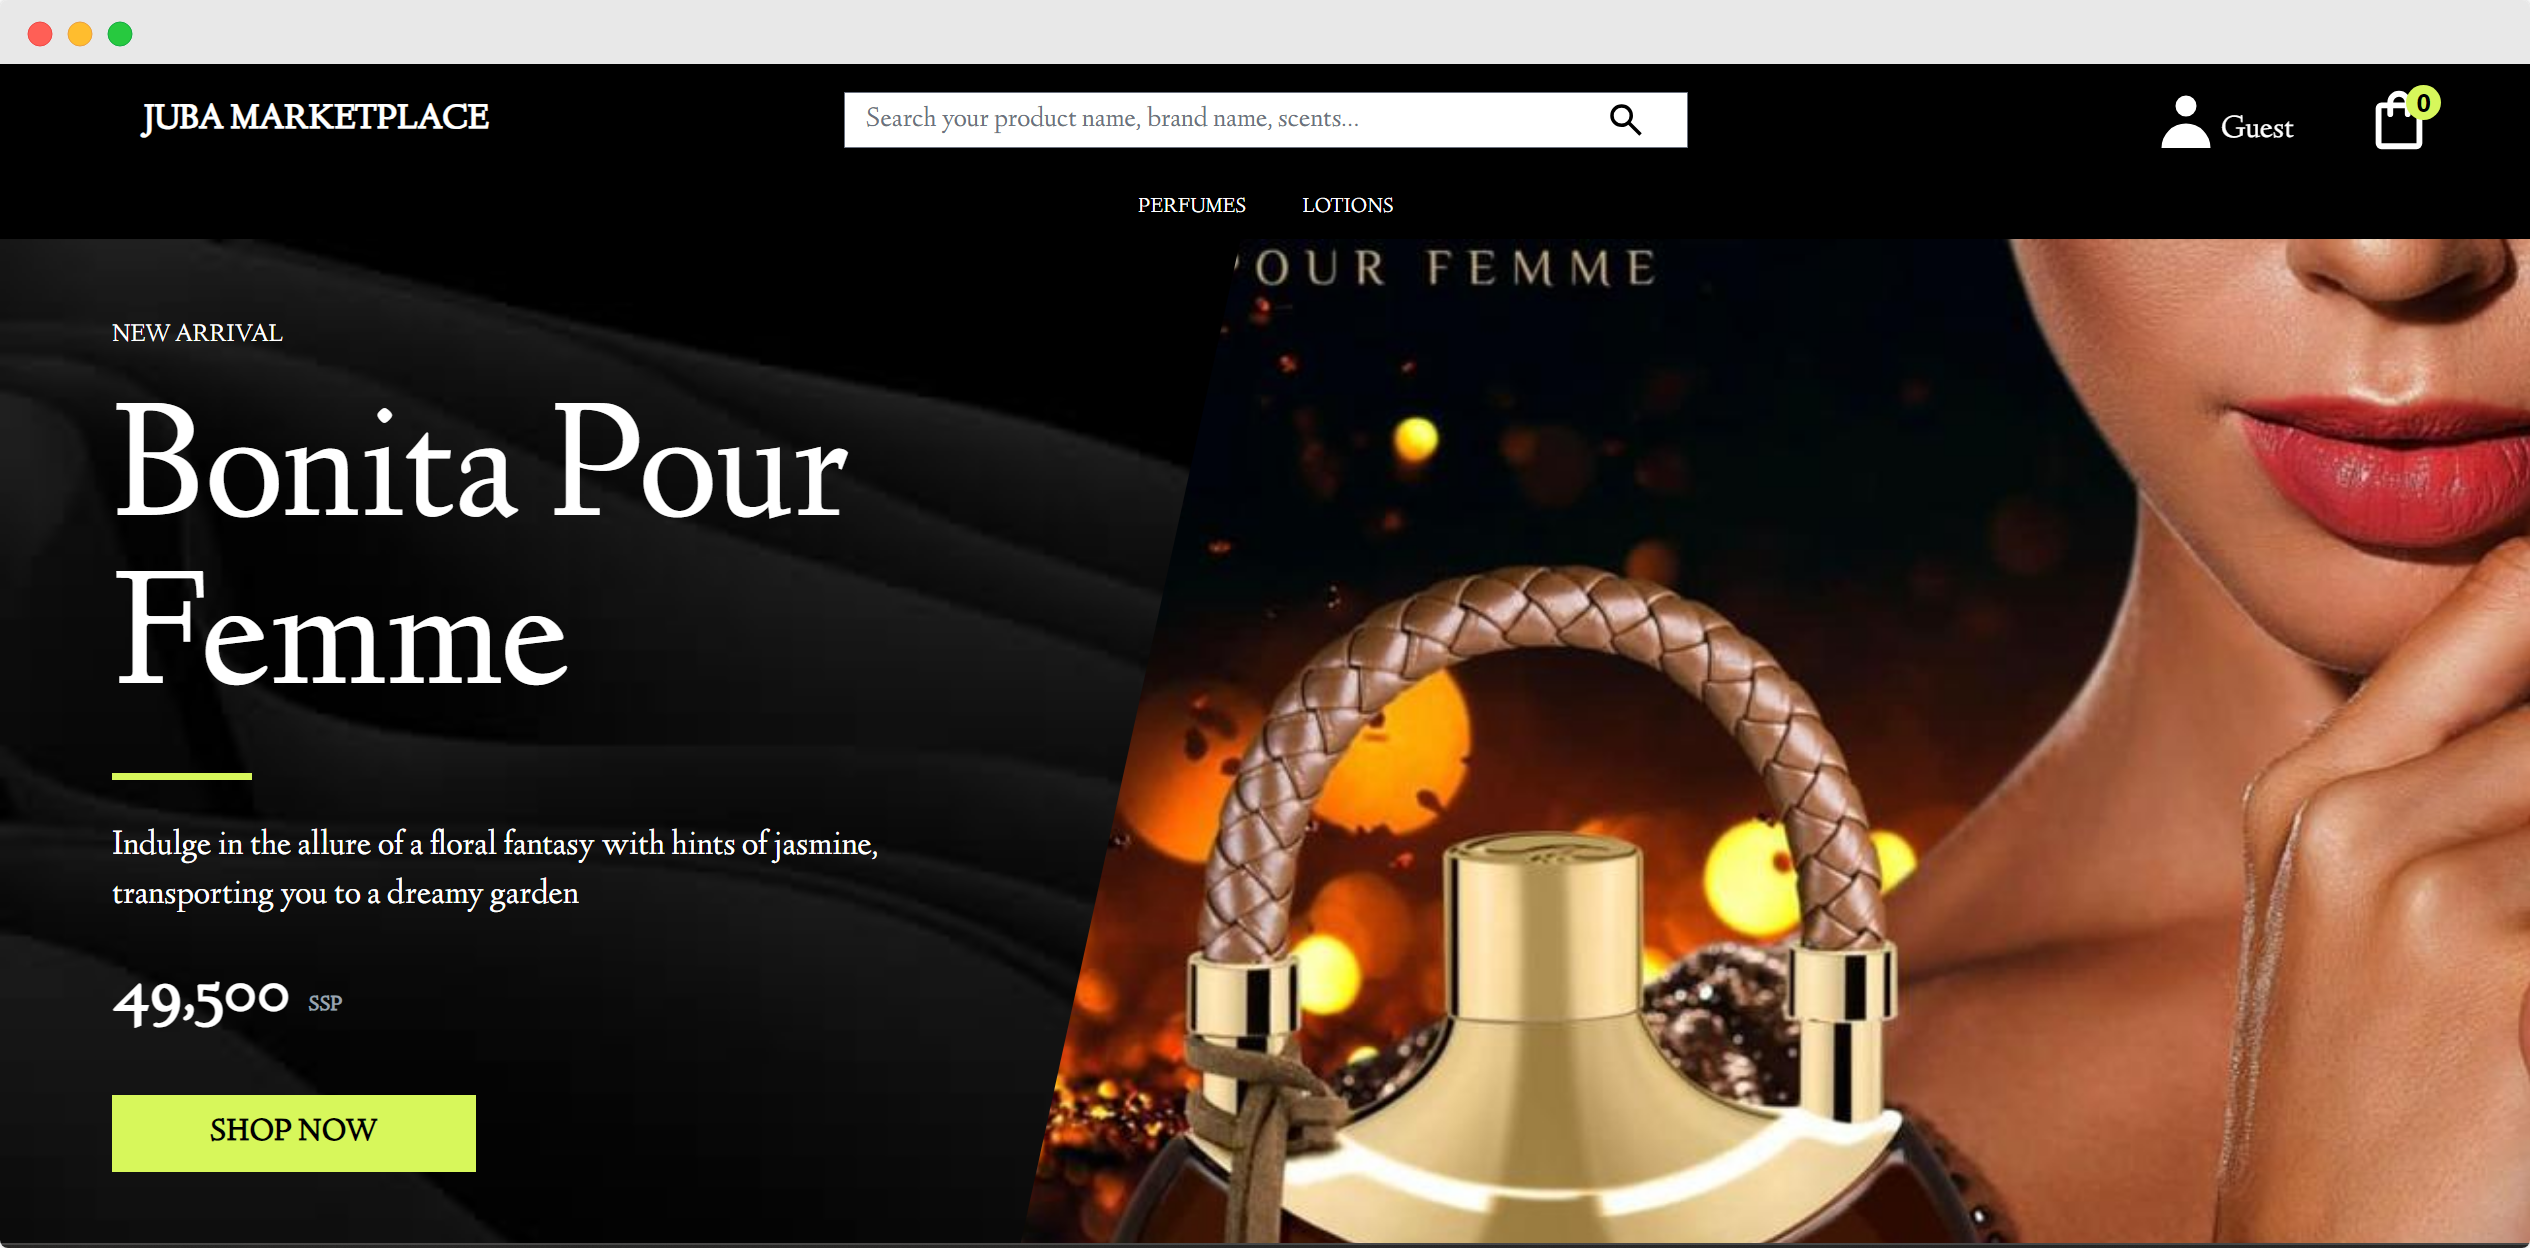 JUBA MARKETPLACE
Search your product name, brand name, scents...
Guest
0
PERFUMES
LOTIONS
OUR FEMME
NEW ARRIVAL
Bonita Pour
Femme
Indulge in the allure of a floral fantasy with hints of jasmine,
transporting you to a dreamy garden
49,500 SSP
SHOP NOW